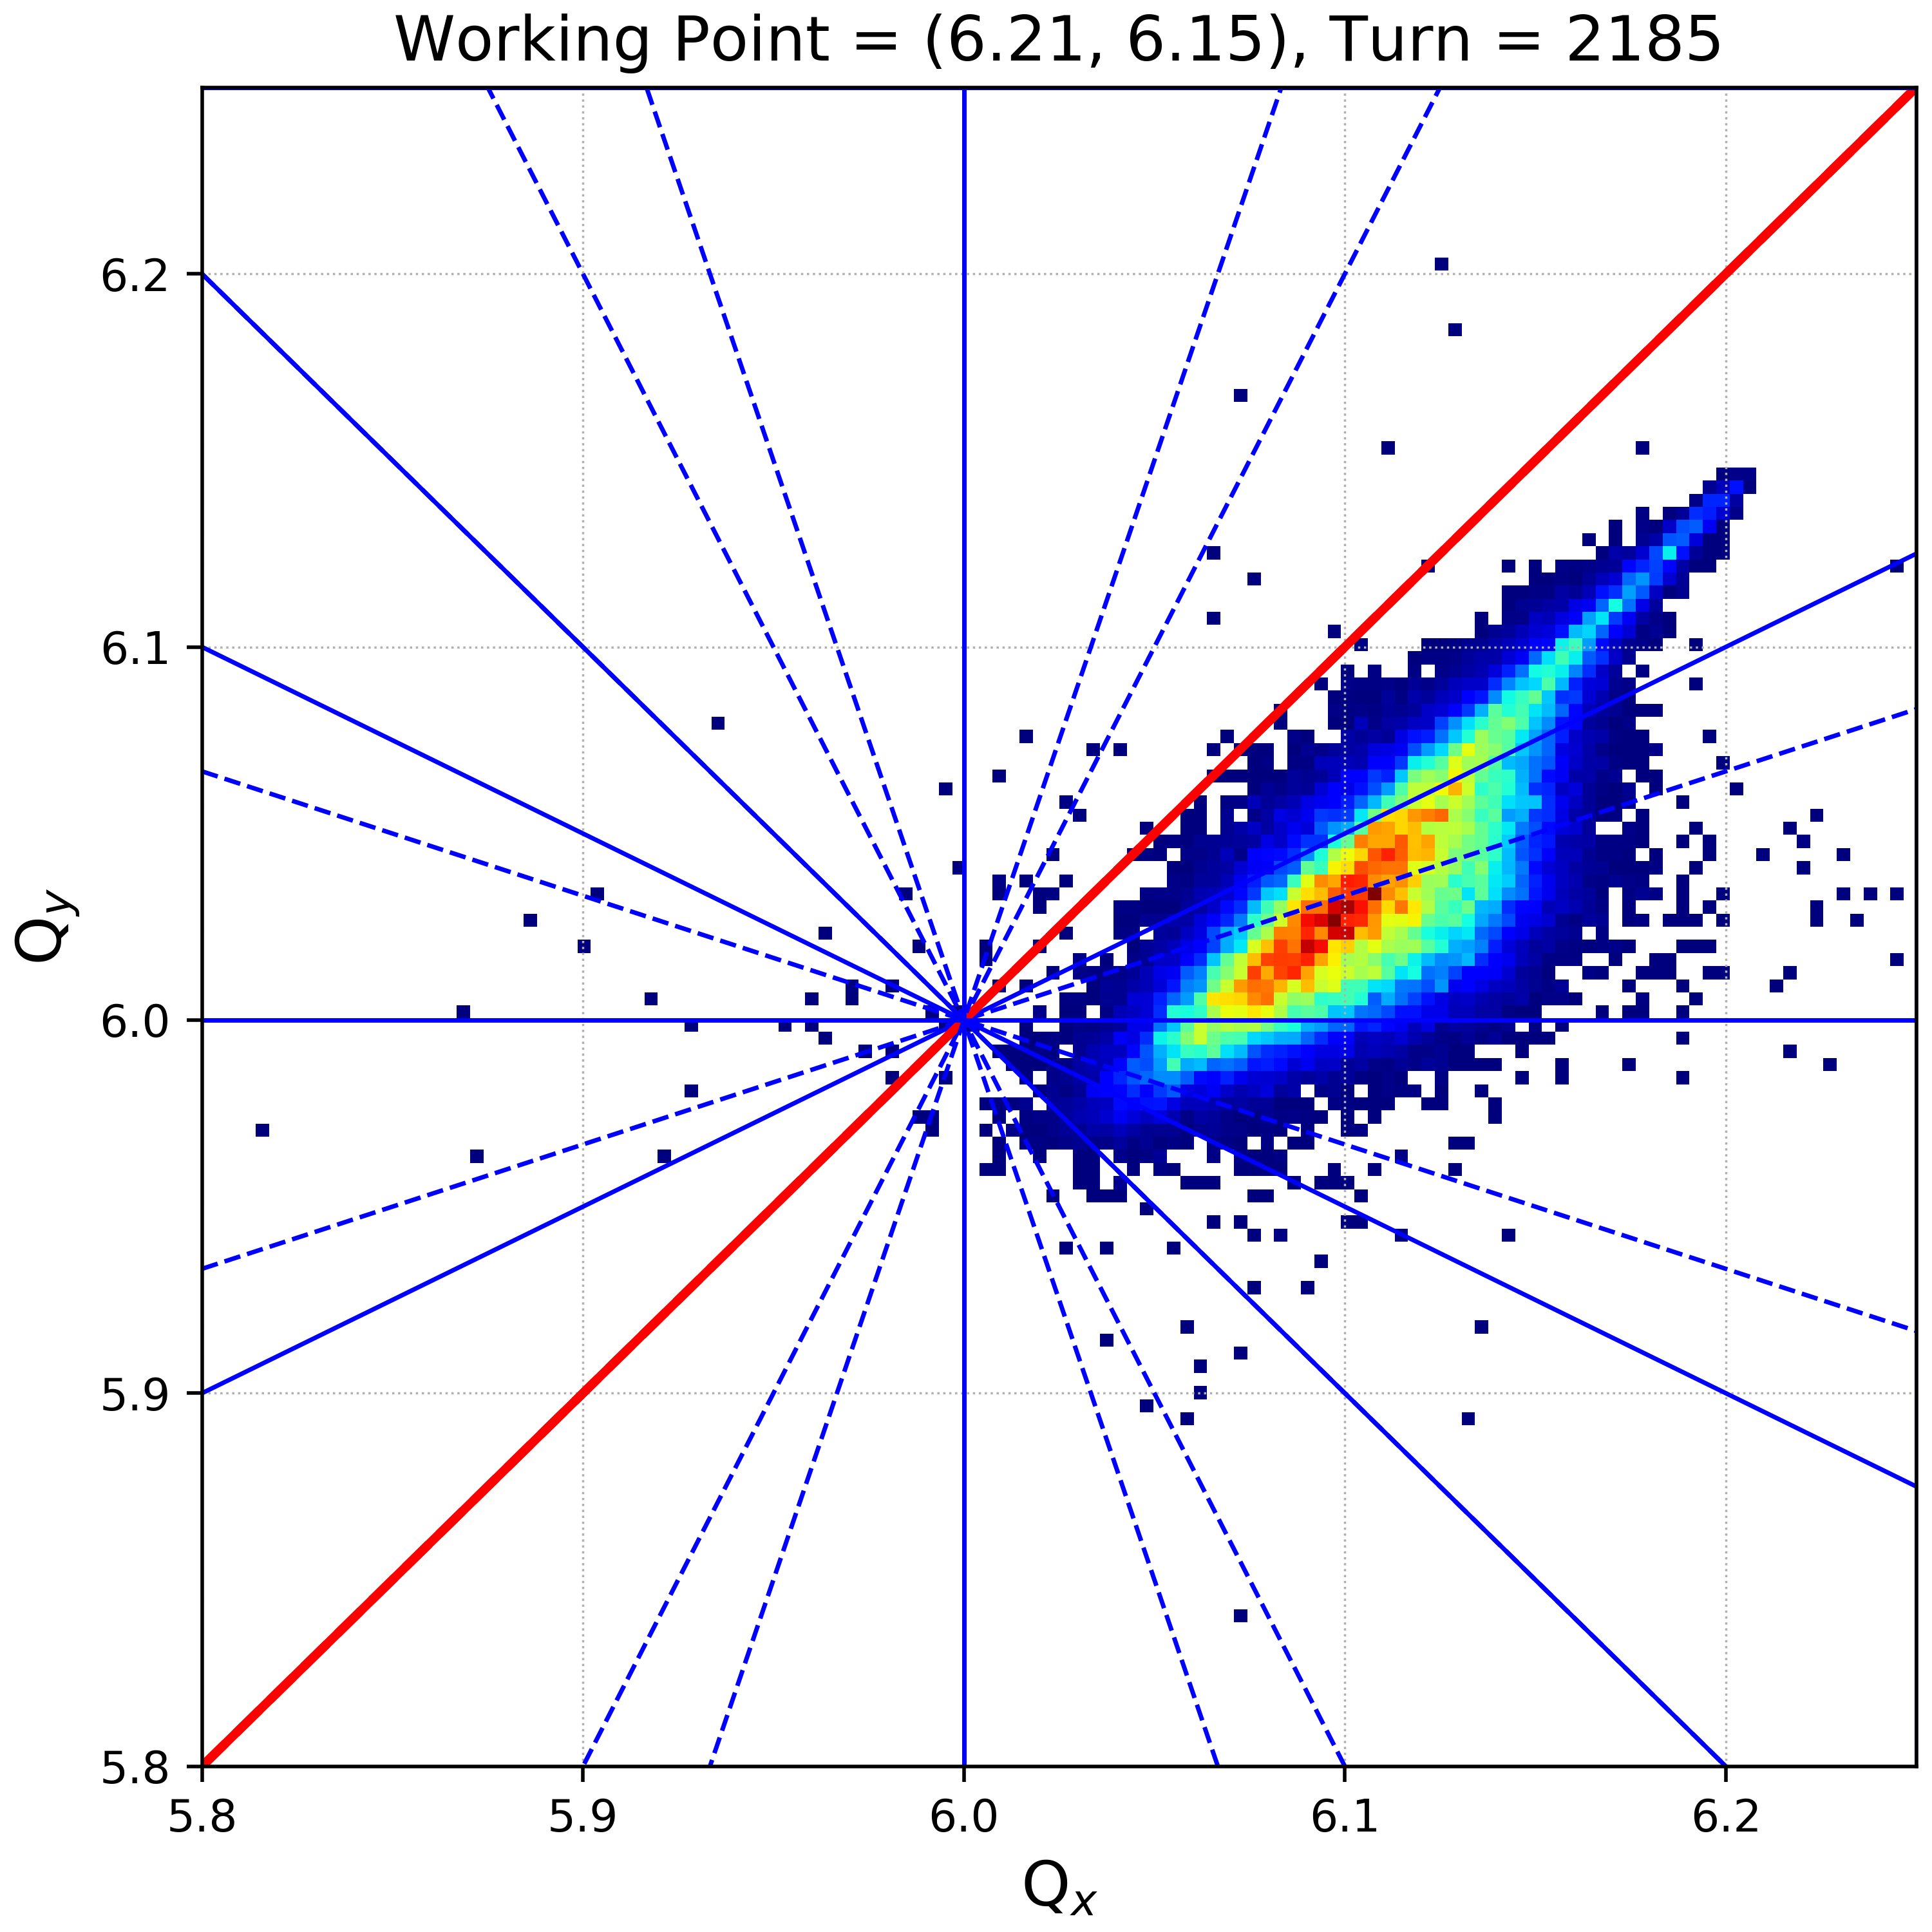 Working Point = (6.21, 6.15), Turn = 2185
6.2
6.1
6.0
5.9
5.8
Qy
5.8 5.9 6.0 6.1 6.2
Qx